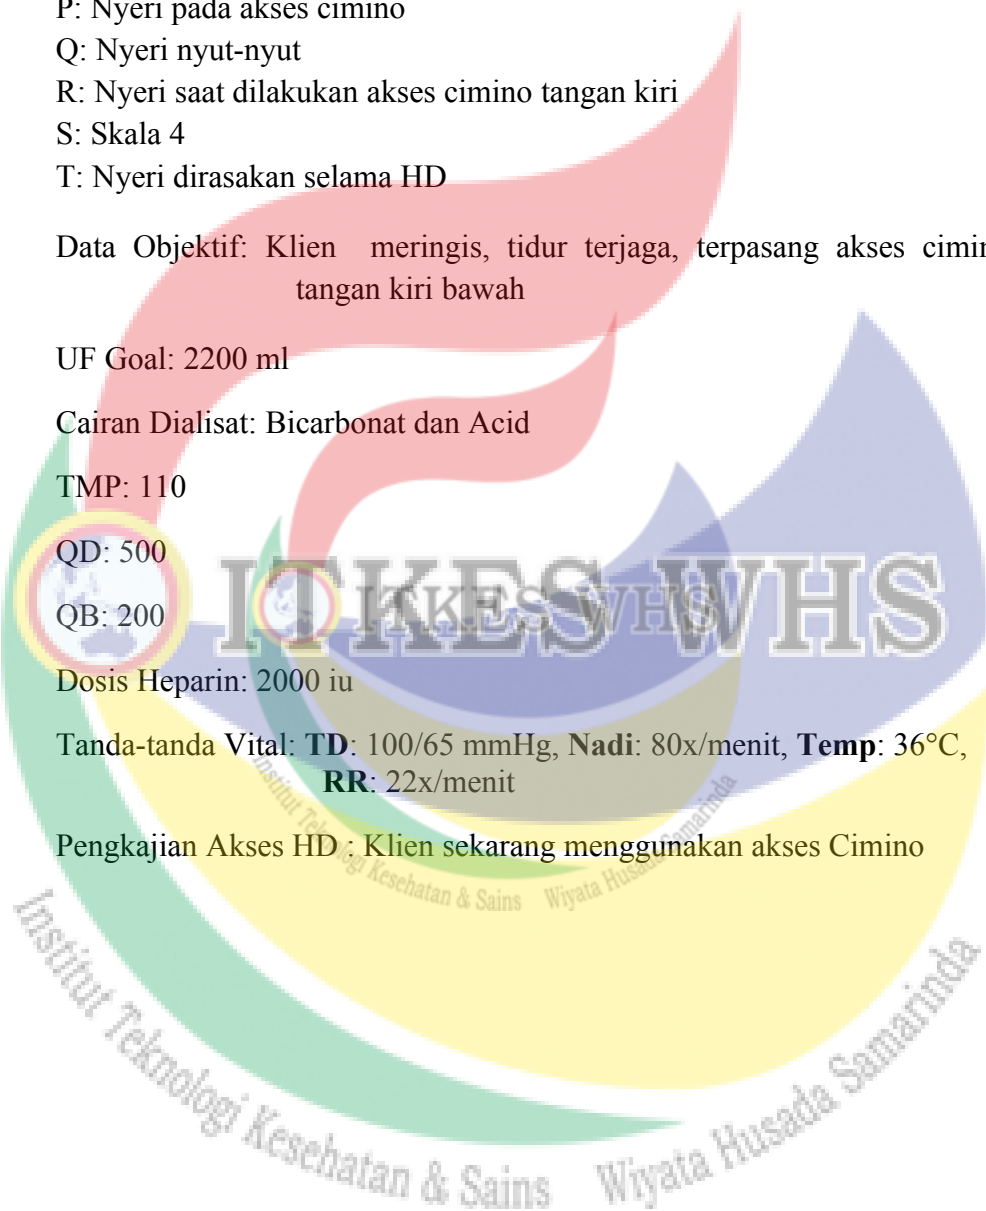 P: Nyeri pada akses cimino
Q: Nyeri nyut-nyut
R: Nyeri saat dilakukan akses cimino tangan kiri
S: Skala 4
T: Nyeri dirasakan selama HD
Data Objektif: Klien meringis, tidur terjaga, terpasang akses
tangan kiri bawah
UF Goal: 2200 ml
Cairan Dialisat: Bicarbonat dan Acid
TMP: 110
QD: 500
ITKES WHS
ITKES WHS
QB: 200
Dosis Heparin: 2000 iu
Tanda-tanda Vital: TD: 100/65 mmHg, Nadi: 80x/menit, Temp: 36°C,
RR: 22x/menit
Pengkajian Akses HD : Klien sekarang menggunakan akses Cimino
Institut Teknologi Kesehatan & Sains Wiyata Husada Samarinda
Institut Teknologi Kesehatan & Sains Wiyata Husada Samarinda